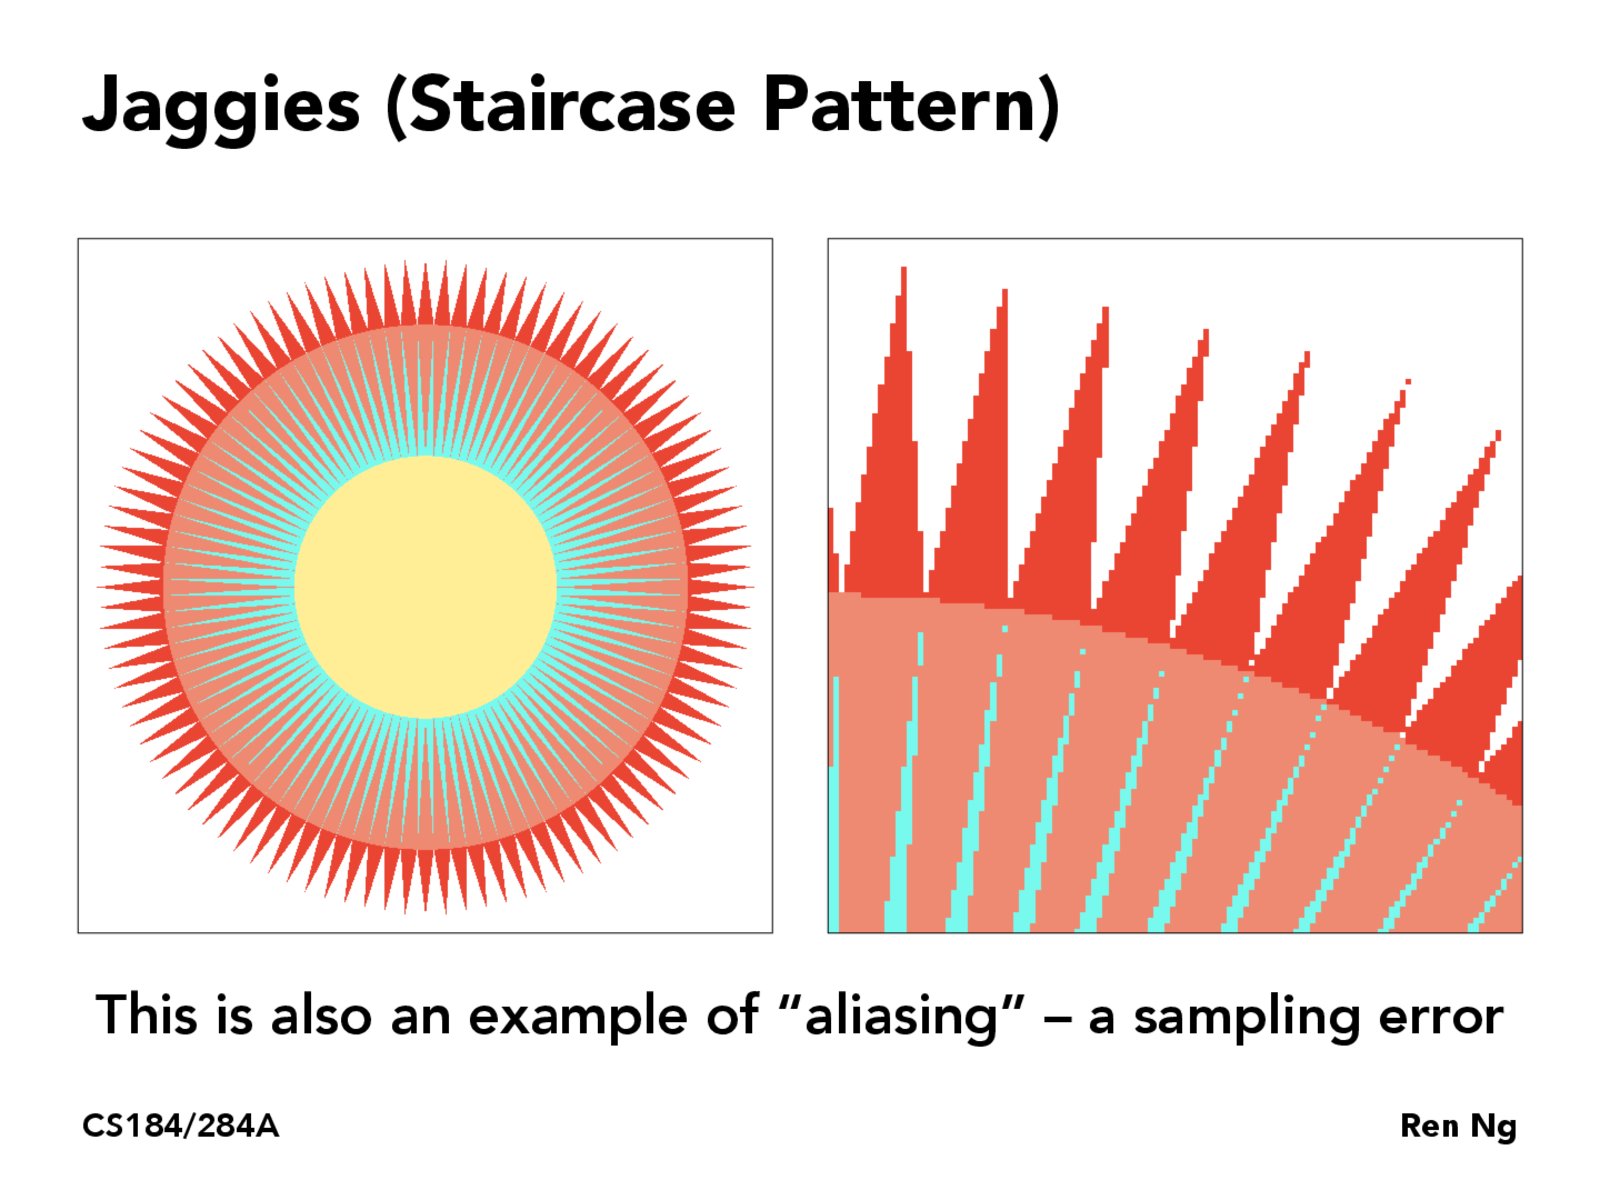 Jaggies (Staircase Pattern)
This is also an example of “aliasing” – a sampling error
CS184/284A
Ren Ng